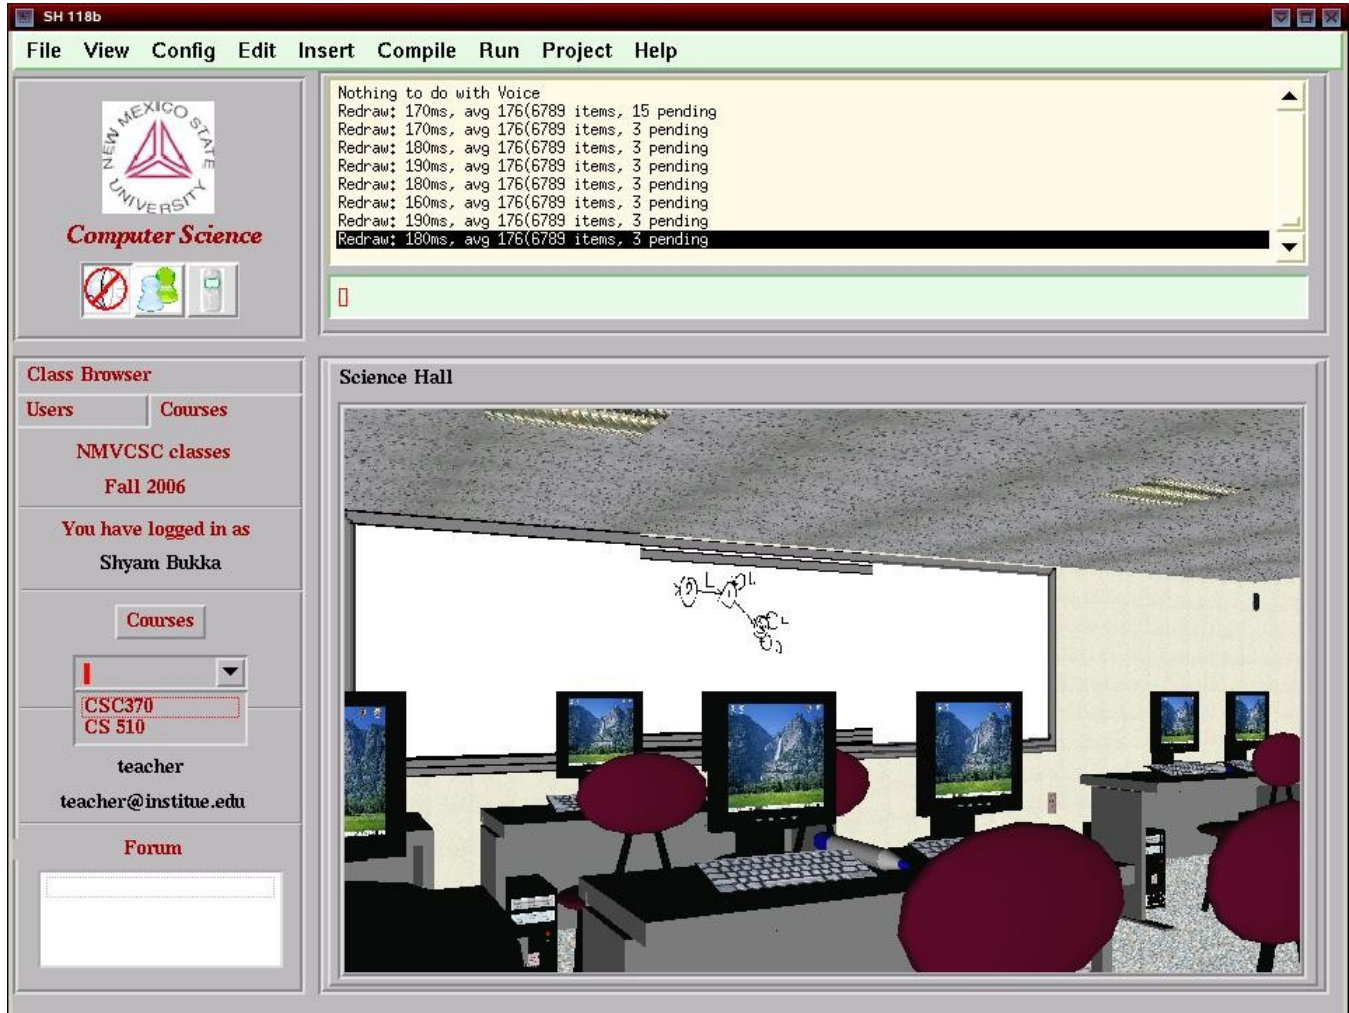 SH 118b
File View Config Edit Insert Compile Run Project Help
NEW MEXICO STATE UNIVERSITY
Computer Science
Nothing to do with Voice
Redraw: 170ms, avg 176(6789 items, 15 pending
Redraw: 170ms, avg 176(6789 items, 3 pending
Redraw: 180ms, avg 176(6789 items, 3 pending
Redraw: 190ms, avg 176(6789 items, 3 pending
Redraw: 180ms, avg 176(6789 items, 3 pending
Redraw: 160ms, avg 176(6789 items, 3 pending
Redraw: 190ms, avg 176(6789 items, 3 pending
Redraw: 180ms, avg 176(6789 items, 3 pending
Class Browser
Users Courses
NMVCSC classes
Fall 2006
You have logged in as
Shyam Bukka
Courses
CSC370
CS 510
teacher
teacher@institue.edu
Forum
Science Hall